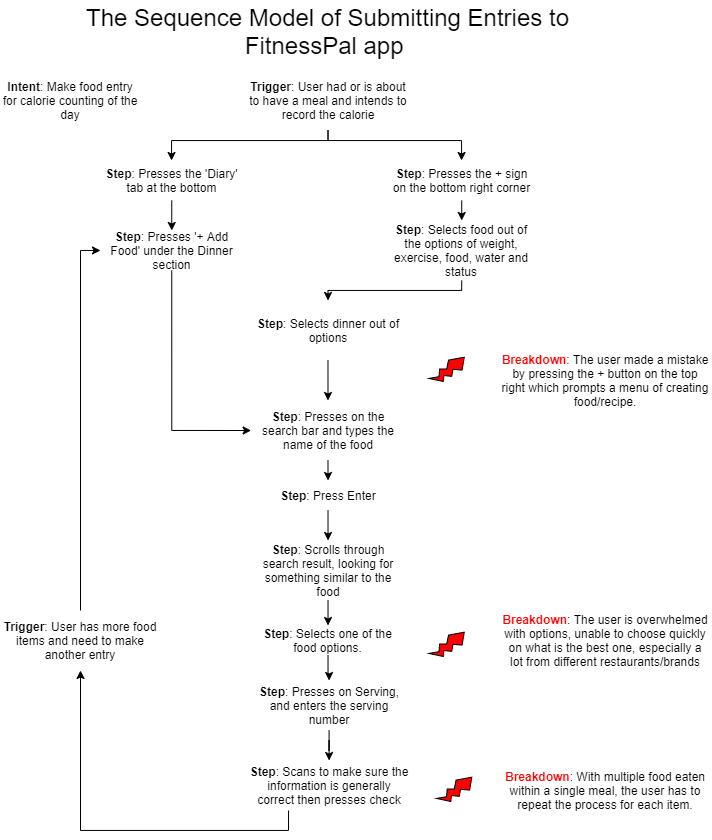 The Sequence Model of Submitting Entries to
FitnessPal app
Intent: Make food entry
for calorie counting of the
day
Trigger: User had or is about
to have a meal and intends to
record the calorie
Step: Presses the 'Diary'
tab at the bottom
Step: Presses the + sign
on the bottom right corner
Step: Presses '+ Add
Food' under the Dinner
section
Step: Selects food out of
the options of weight,
exercise, food, water and
status
Step: Selects dinner out of
options
Breakdown: The user made a mistake
by pressing the + button on the top
right which prompts a menu of creating
food/recipe.
Step: Presses on the
search bar and types the
name of the food
Step: Press Enter
Step: Scrolls through
search result, looking for
something similar to the
food
Trigger: User has more food
items and need to make
another entry
Step: Selects one of the
food options.
Breakdown: The user is overwhelmed
with options, unable to choose quickly
on what is the best one, especially a
lot from different restaurants/brands
Step: Presses on Serving,
and enters the serving
number
Step: Scans to make sure the
information is generally
correct then presses check
Breakdown: With multiple food eaten
within a single meal, the user has to
repeat the process for each item.